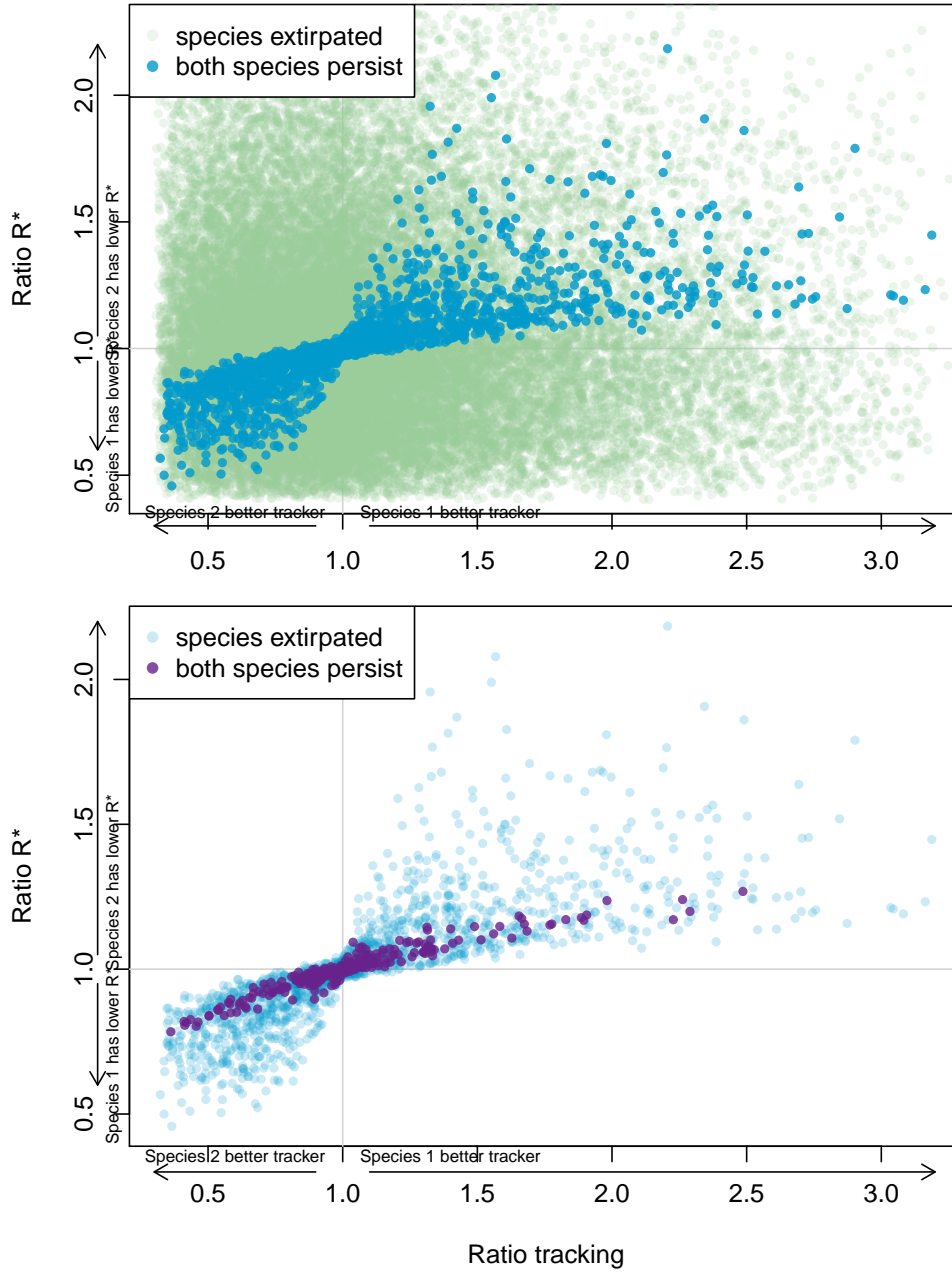 species extirpated
both species persist
Ratio R*
0.5
1.0
1.5
2.0
Species 1 has lower R*
Species 2 has lower R*
Species 2 better tracker
Species 1 better tracker
0.5
1.0
1.5
2.0
2.5
3.0
species extirpated
both species persist
Ratio R*
0.5
1.0
1.5
2.0
Species 1 has lower R*
Species 2 has lower R*
Species 2 better tracker
Species 1 better tracker
0.5
1.0
1.5
2.0
2.5
3.0
Ratio tracking